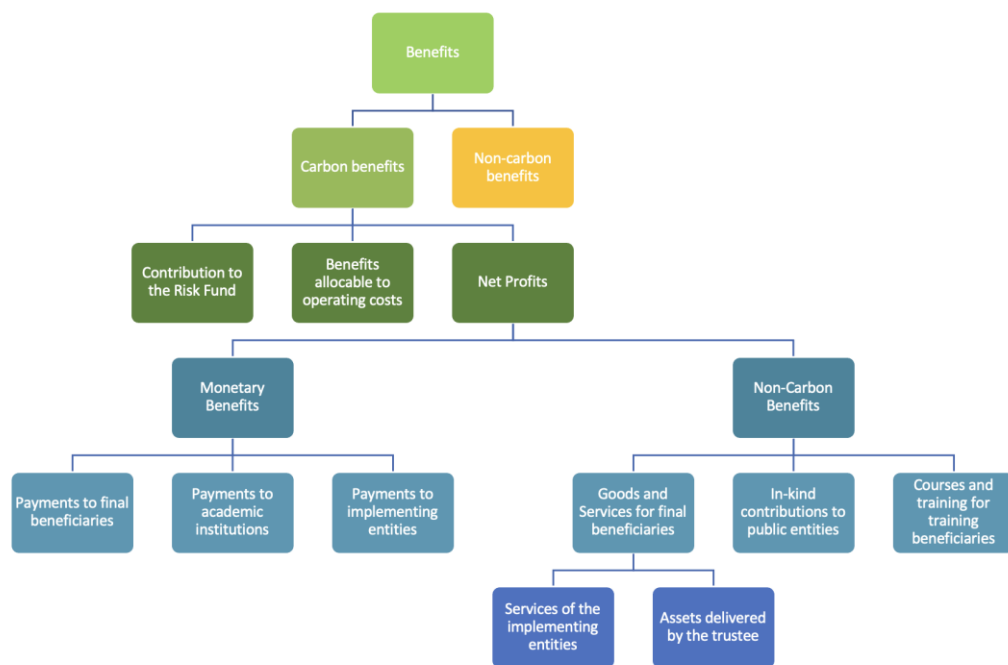 Benefits
Carbon benefits
Non-carbon
benefits
Contribution to
the Risk Fund
Benefits
allocable to
operating costs
Net Profits
Monetary
Benefits
Non-Carbon
Benefits
Payments to final
beneficiaries
Payments to
academic
institutions
Payments to
implementing
entities
Goods and
Services for final
beneficiaries
In-kind
contributions to
public entities
Courses and
training for
training
beneficiaries
Services of the
implementing
entities
Assets delivered
by the trustee